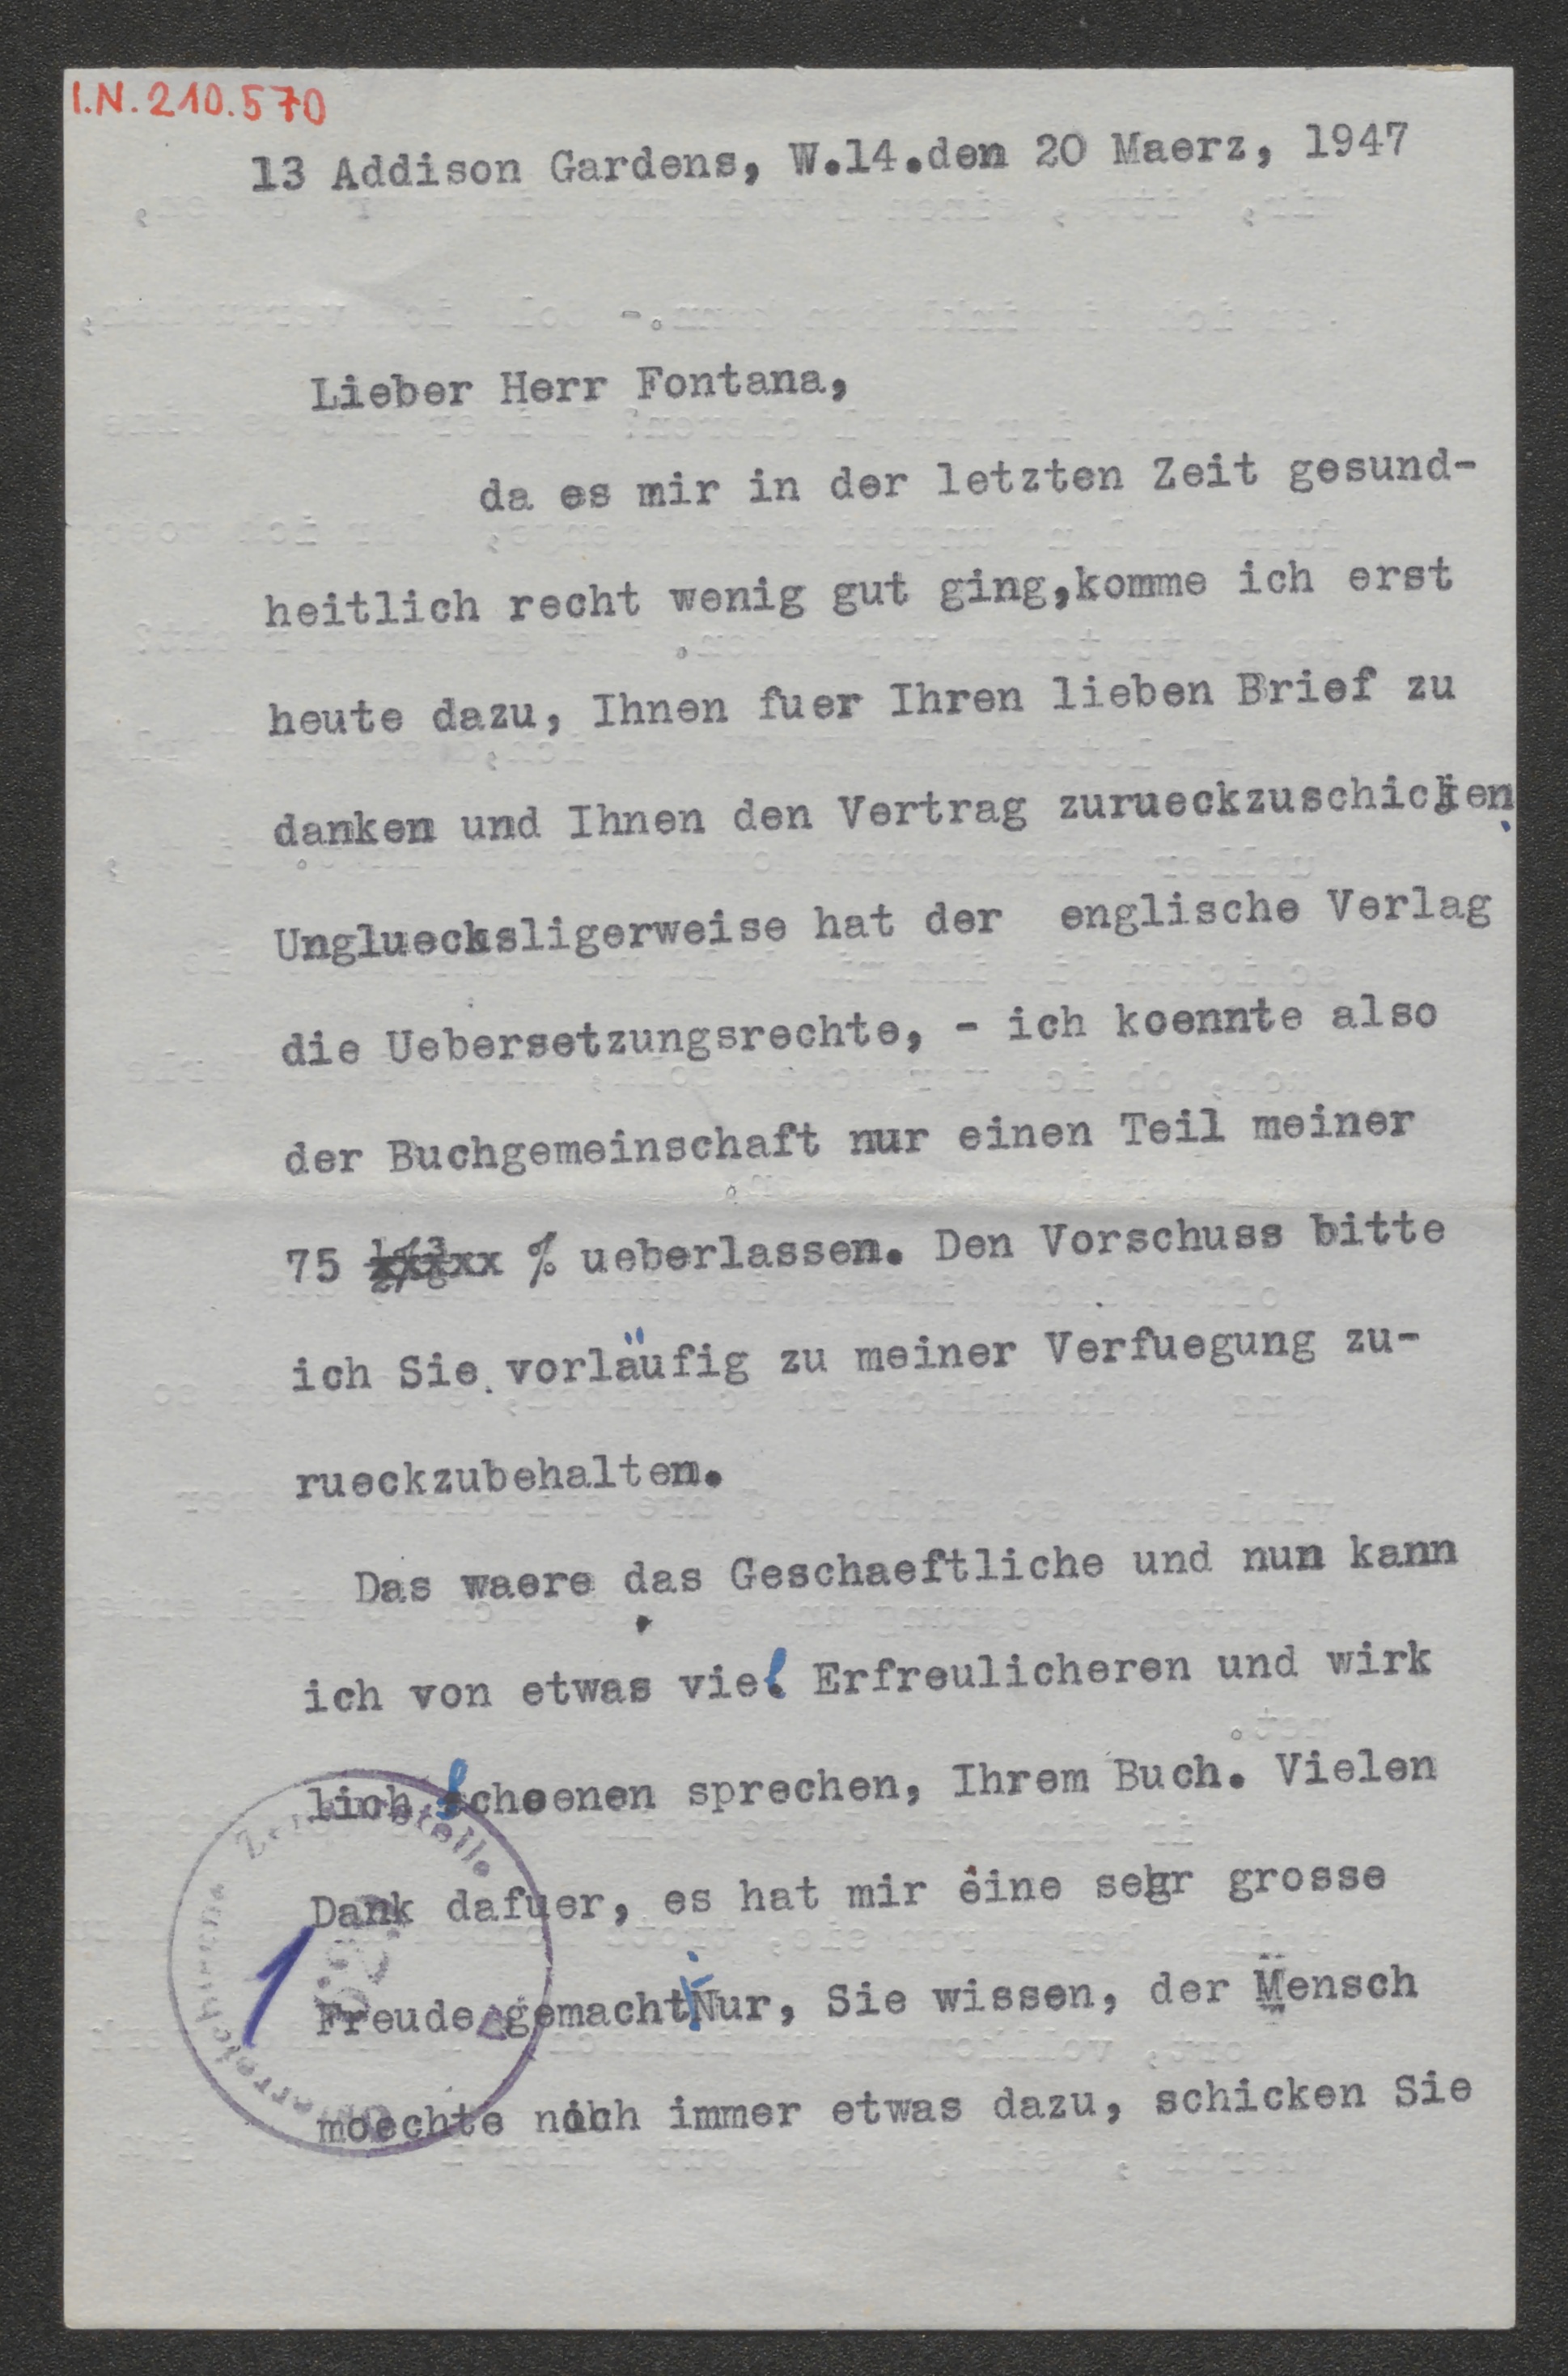 I.N.210.570
13 Addison Gardens, W.14.den 20 Maerz, 1947
Lieber Herr Fontana,
da es mir in der letzten Zeit gesund-
heitlich recht wenig gut ging,komme ich erst
heute dazu, Ihnen fuer Ihren lieben Brief zu
danken und Ihnen den Vertrag zurueckzuschicken.
Ungluecksligerweise hat der englische Verlag
die Uebersetzungsrechte, - ich koennte also
der Buchgemeinschaft nur einen Teil meiner
75 % ueberlassen. Den Vorschuss bitte
ich Sie vorläufig zu meiner Verfuegung zu-
rueckzubehalten.
Das waere das Geschaeftliche und nun kann
ich von etwas viel Erfreulicheren und wirk
lich schoenen sprechen, Ihrem Buch. Vielen
Dank dafuer, es hat mir eine sehr grosse
Freude gemacht. Nur, Sie wissen, der Mensch
moechte noch immer etwas dazu, schicken Sie
1